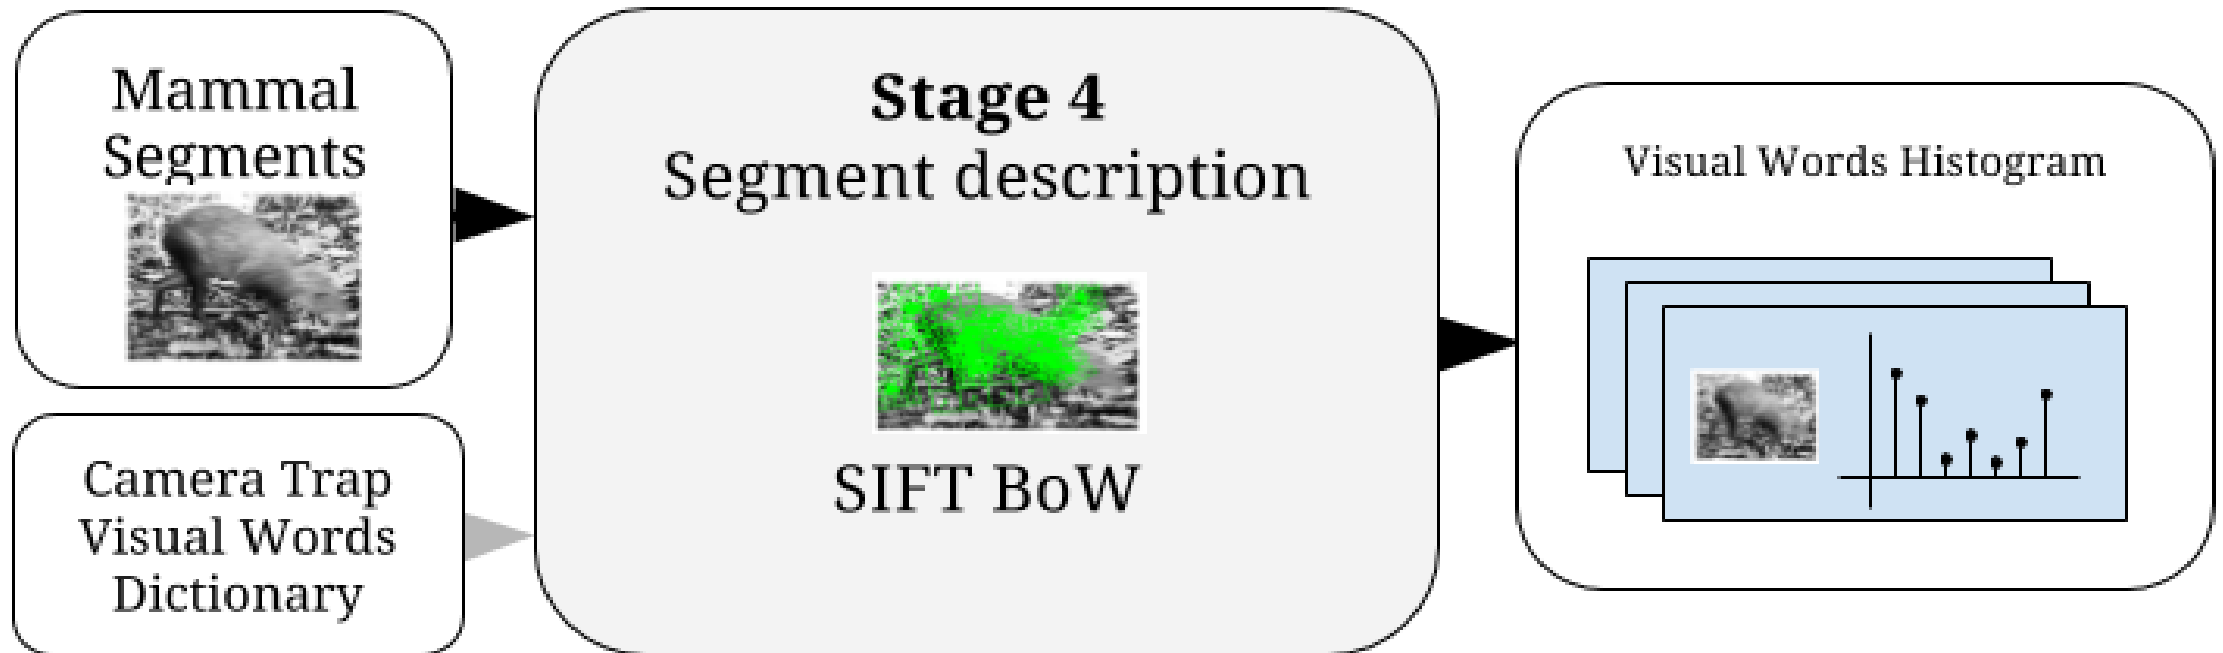 Mammal
Segments
Camera Trap
Visual Words
Dictionary
Stage 4
Segment description
SIFT BoW
Visual Words Histogram